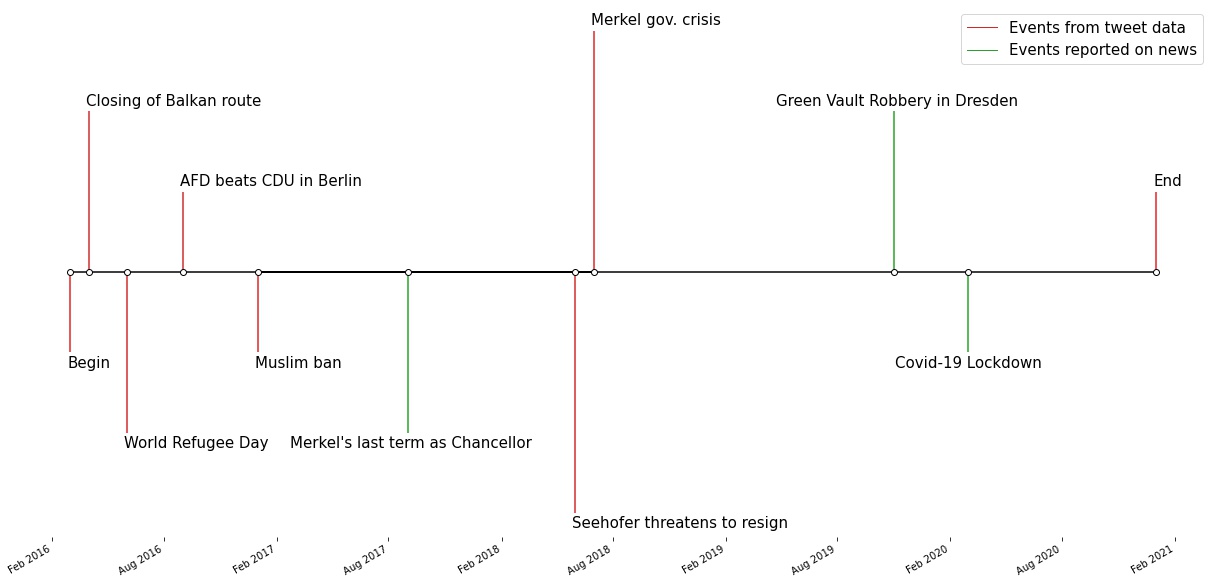 Merkel gov. crisis
Events from tweet data
Events reported on news
Closing of Balkan route
Green Vault Robbery in Dresden
AFD beats CDU in Berlin
End
Begin
Muslim ban
Covid-19 Lockdown
World Refugee Day
Merkel's last term as Chancellor
Seehofer threatens to resign
Feb 2016
Aug 2016
Feb 2017
Aug 2017
Feb 2018
Aug 2018
Feb 2019
Aug 2019
Feb 2020
Aug 2020
Feb 2021